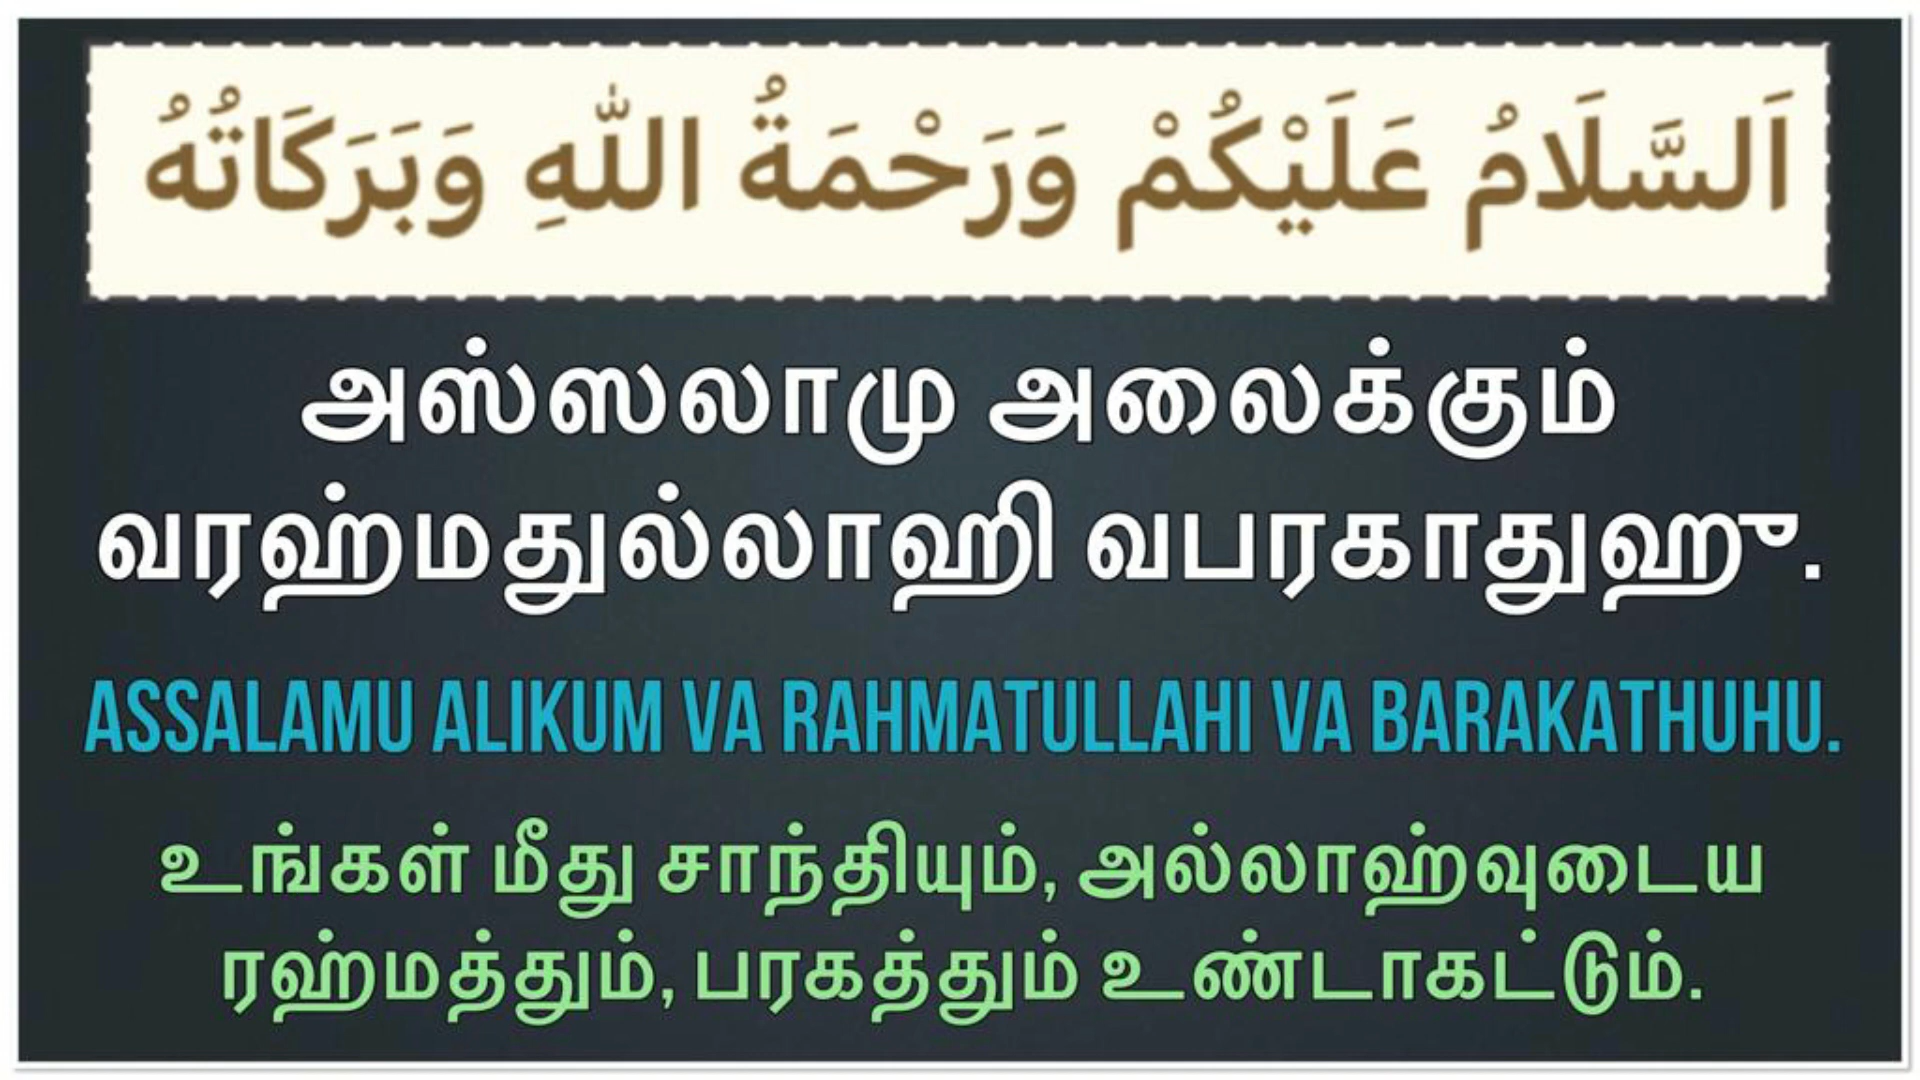 اَلسَّلَامُ عَلَيْكُمْ وَرَحْمَةُ اللّٰهِ وَبَرَكَاتُهُ
அஸ்ஸலாமு அலைக்கும்
வரஹ்மதுல்லாஹி வபரகாதுஹு.
ASSALAMU ALIKUM VA RAHMATULLAHI VA BARAKATHUHU.
உங்கள் மீது சாந்தியும், அல்லாஹ்வுடைய
ரஹ்மத்தும், பரகத்தும் உண்டாகட்டும்.